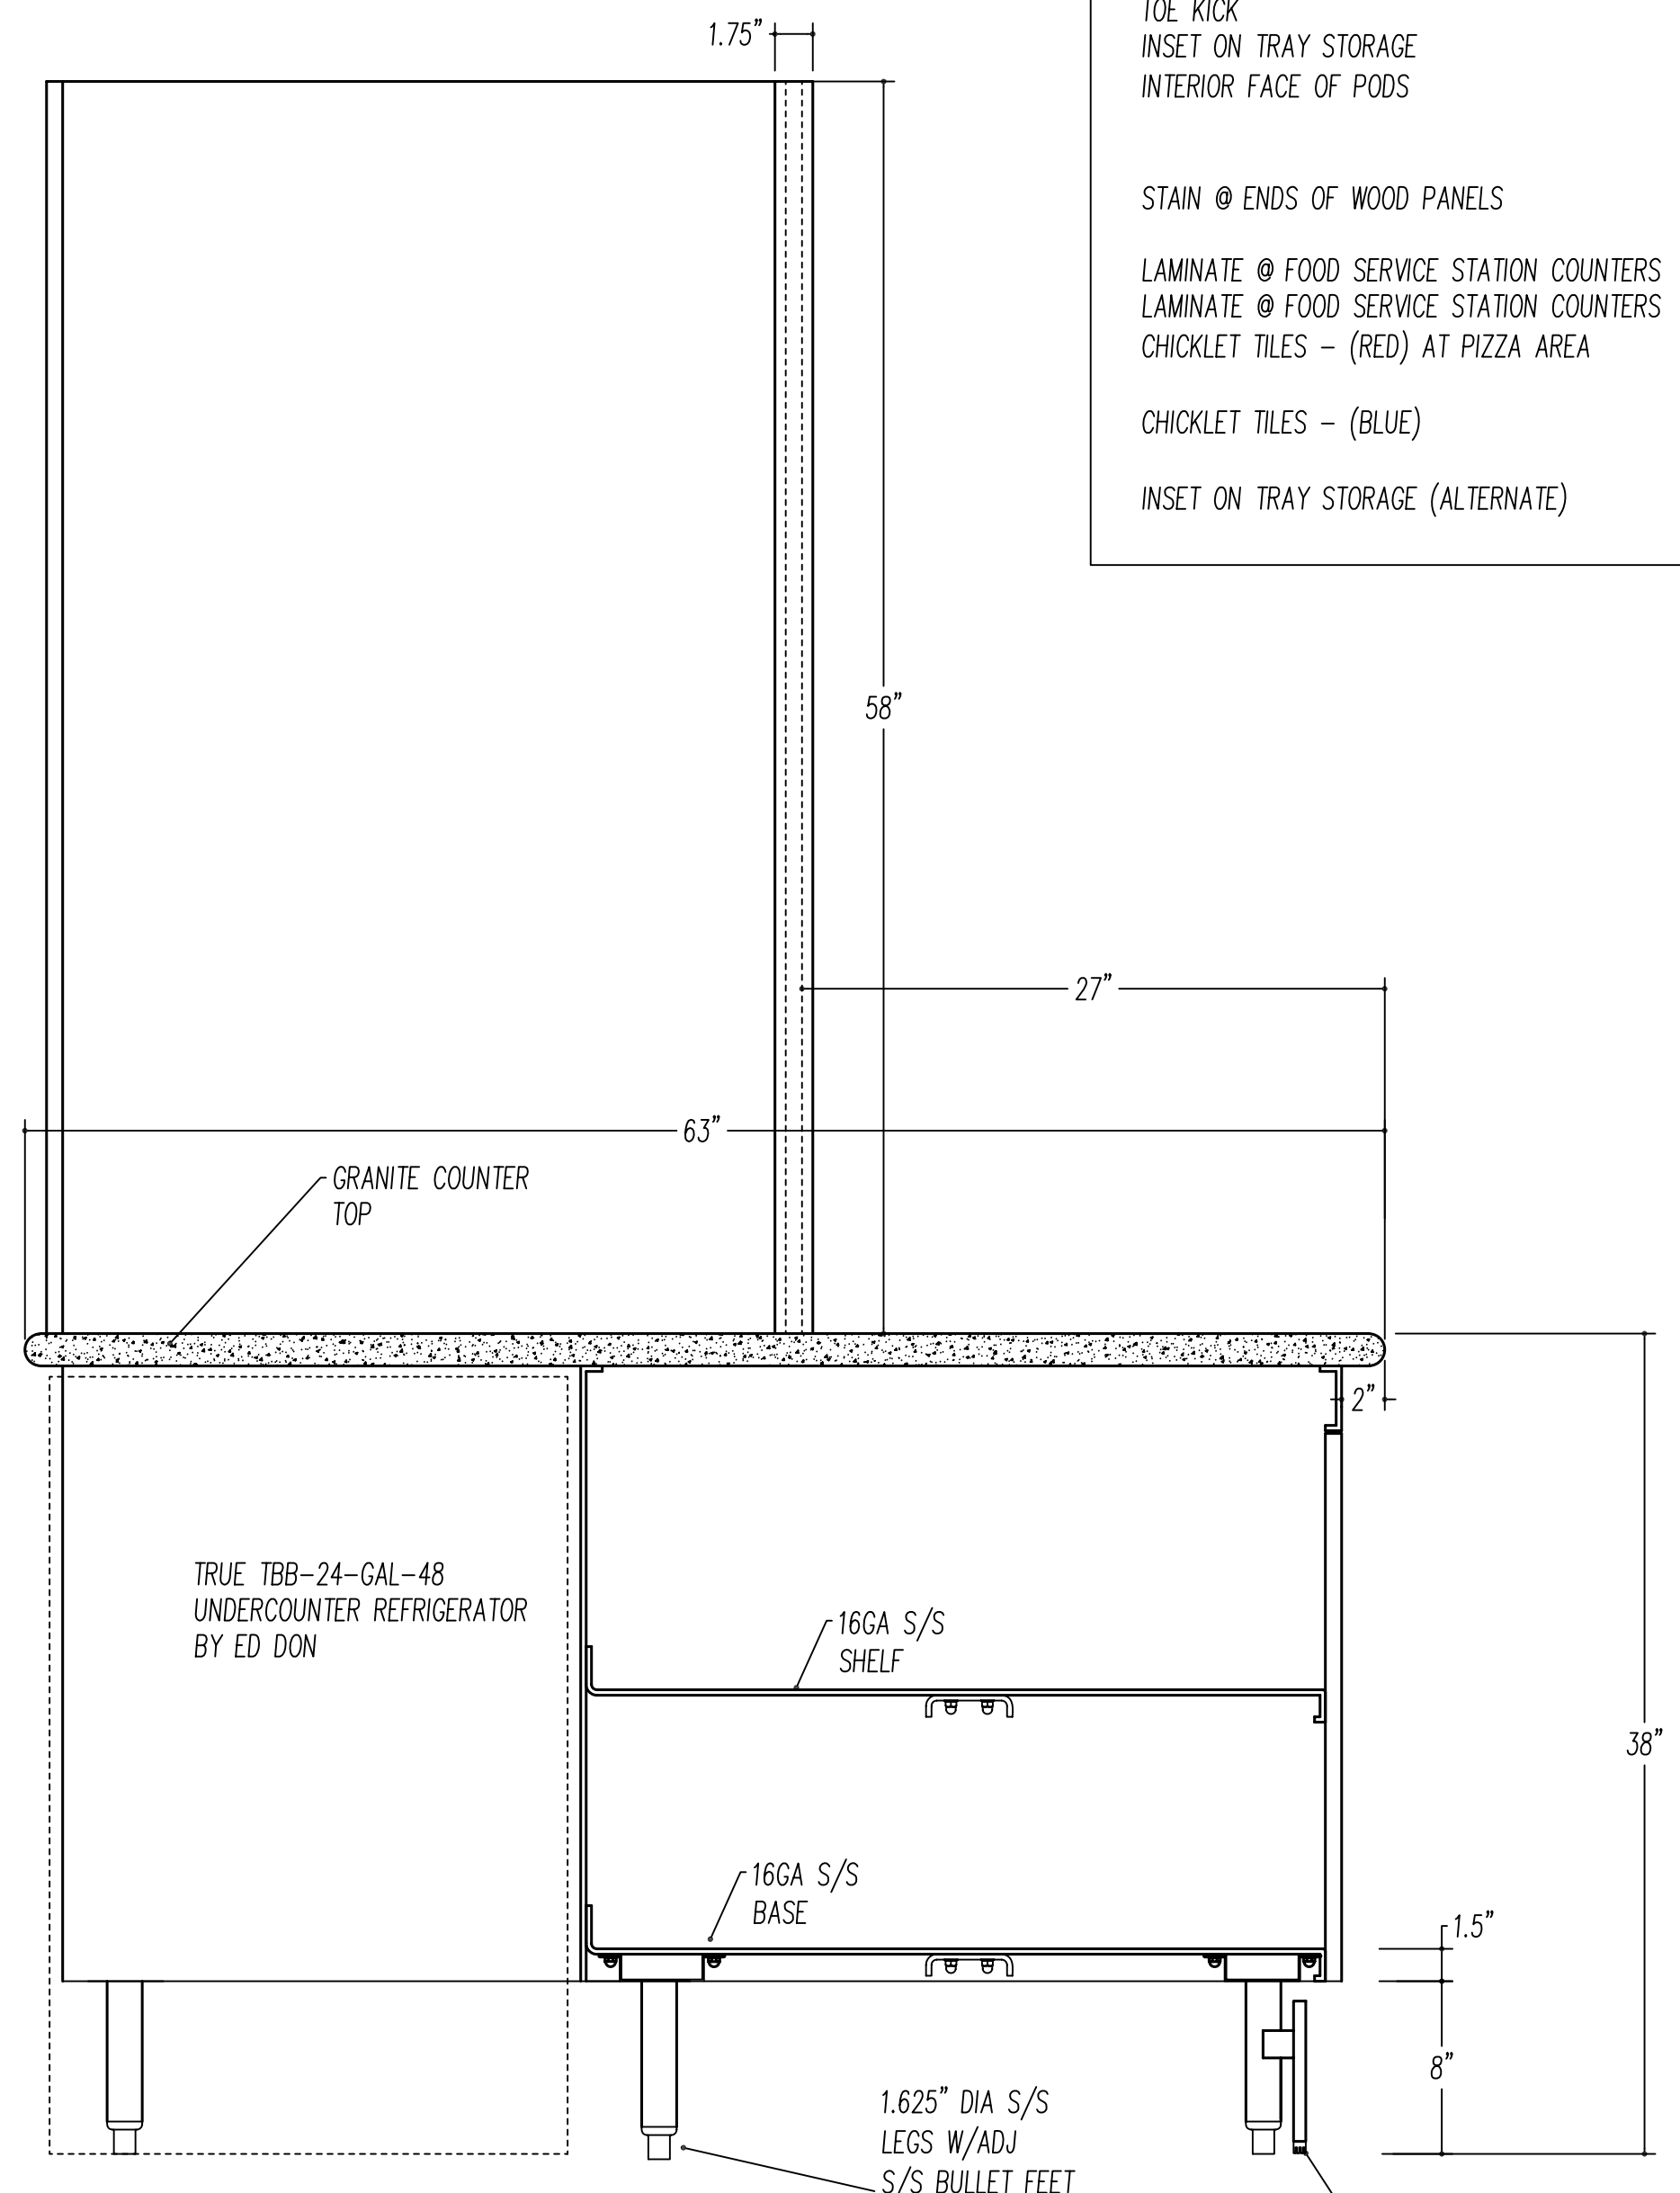 1.75"
TOE KICK
INSET ON TRAY STORAGE
INTERIOR FACE OF PODS
STAIN @ ENDS OF WOOD PANELS
LAMINATE @ FOOD SERVICE STATION COUNTERS
LAMINATE @ FOOD SERVICE STATION COUNTERS
CHICKLET TILES - (RED) AT PIZZA AREA
CHICKLET TILES - (BLUE)
INSET ON TRAY STORAGE (ALTERNATE)
58"
27"
63"
GRANITE COUNTER
TOP
2"
TRUE TBB-24-GAL-48
UNDERCOUNTER REFRIGERATOR
BY ED DON
16GA S/S
SHELF
38"
16GA S/S
BASE
1.5"
8"
1.625" DIA S/S
LEGS W/ADJ
S/S BULLET FEET